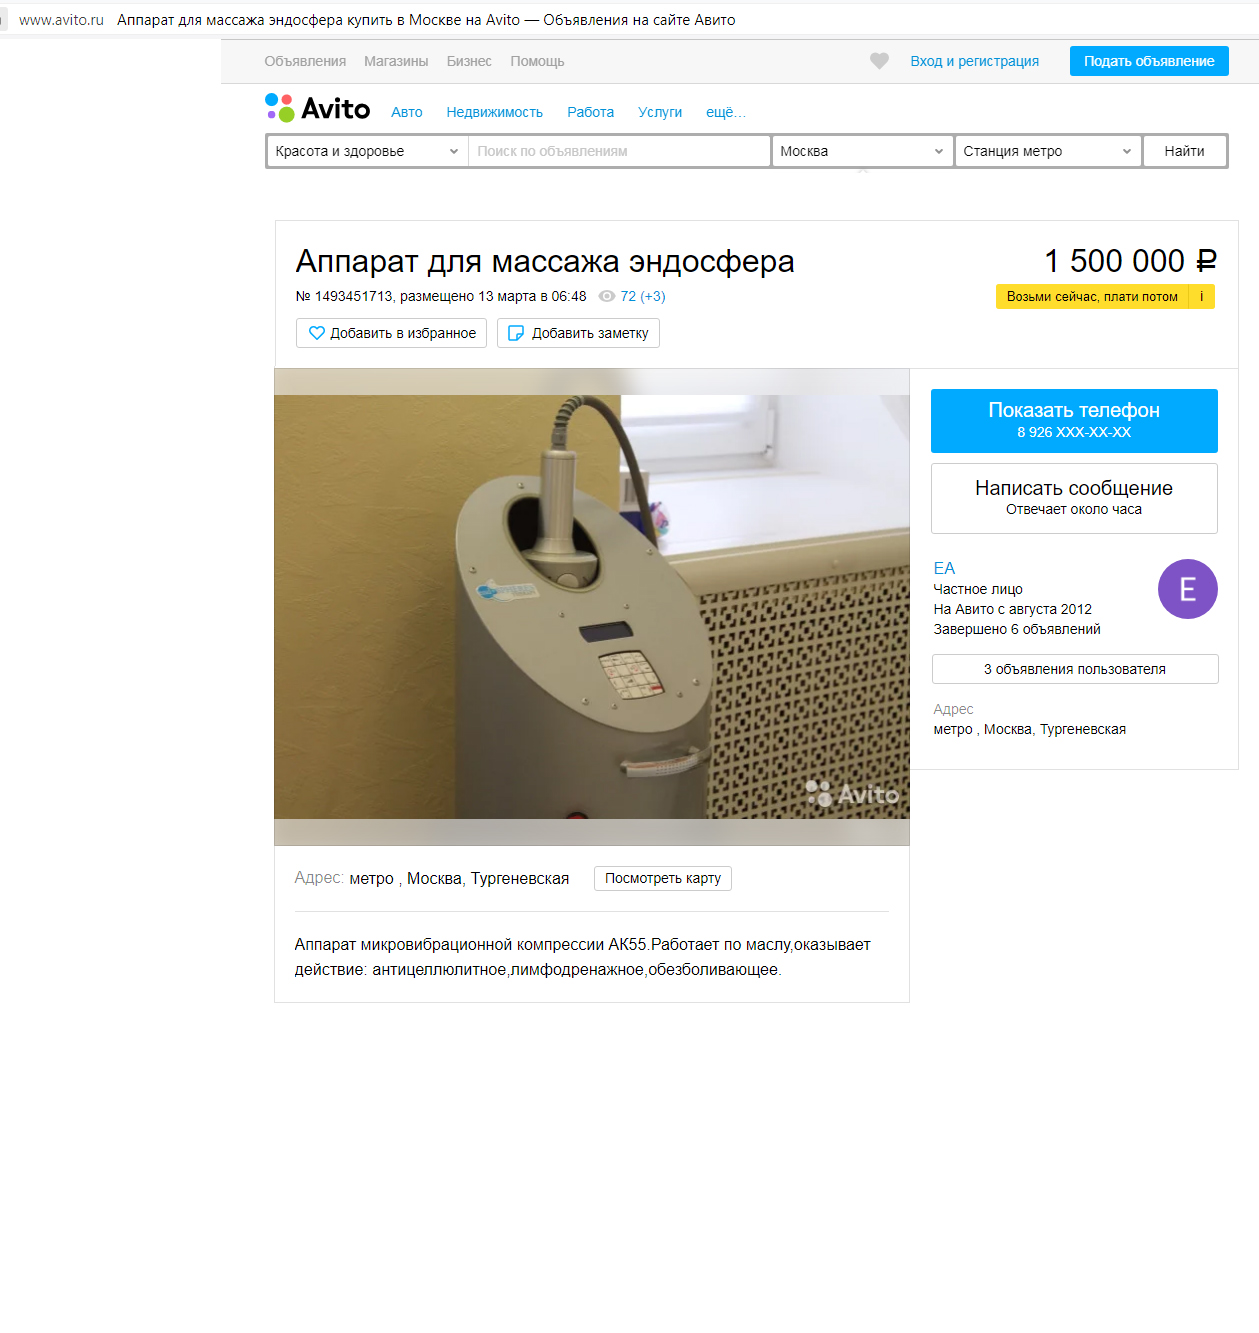 www.avito.ru Аппарат для массажа эндосфера купить в Москве на Avito — Объявления на сайте Авито
Объявления Магазины Бизнес Помощь Вход и регистрация Подать объявление
Avito Авто Недвижимость Работа Услуги ещё...
Красота и здоровье Поиск по объявлениям Москва Станция метро Найти
Аппарат для массажа эндосфера 1 500 000 ₽
№ 1493451713, размещено 13 марта в 06:48 72 (+3) Возьми сейчас, плати потом i
Добавить в избранное Добавить заметку
Показать телефон
8 926 XXX-XX-XX
Написать сообщение
Отвечает около часа
EA
E
Частное лицо
На Авито с августа 2012
Завершено 6 объявлений
3 объявления пользователя
Адрес
метро , Москва, Тургеневская
Avito
Адрес: метро , Москва, Тургеневская Посмотреть карту
Аппарат микровибрационной компрессии АК55.Работает по маслу,оказывает
действие: антицеллюлитное,лимфодренажное,обезболивающее.